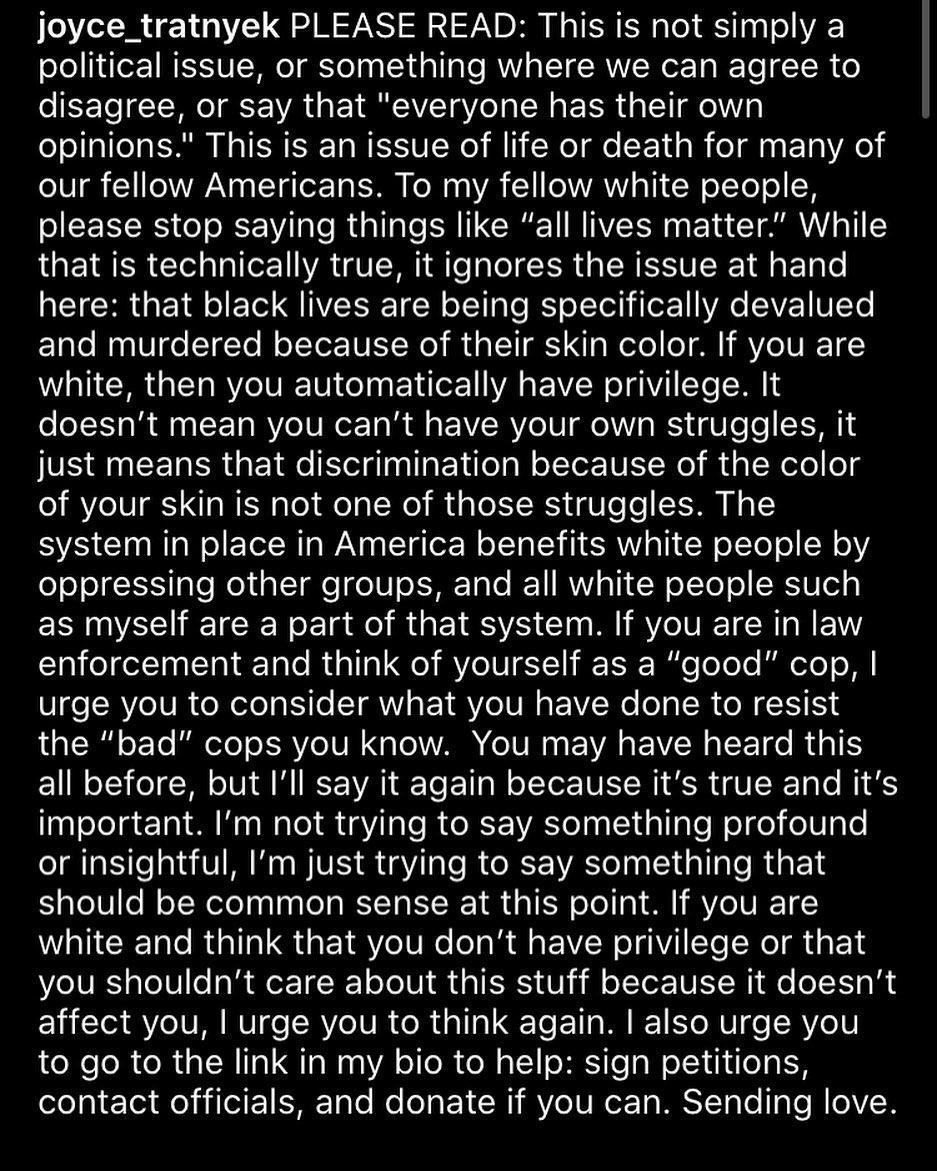 joyce_tratnyek PLEASE READ: This is not simply a
political issue, or something where we can agree to
disagree, or say that "everyone has their own
opinions." This is an issue of life or death for many of
our fellow Americans. To my fellow white people,
please stop saying things like “all lives matter.” While
that is technically true, it ignores the issue at hand
here: that black lives are being specifically devalued
and murdered because of their skin color. If you are
white, then you automatically have privilege. It
doesn’t mean you can’t have your own struggles, it
just means that discrimination because of the color
of your skin is not one of those struggles. The
system in place in America benefits white people by
oppressing other groups, and all white people such
as myself are a part of that system. If you are in law
enforcement and think of yourself as a “good” cop, I
urge you to consider what you have done to resist
the “bad” cops you know.  You may have heard this
all before, but I’ll say it again because it’s true and it’s
important. I’m not trying to say something profound
or insightful, I’m just trying to say something that
should be common sense at this point. If you are
white and think that you don’t have privilege or that
you shouldn’t care about this stuff because it doesn’t
affect you, I urge you to think again. I also urge you
to go to the link in my bio to help: sign petitions,
contact officials, and donate if you can. Sending love.